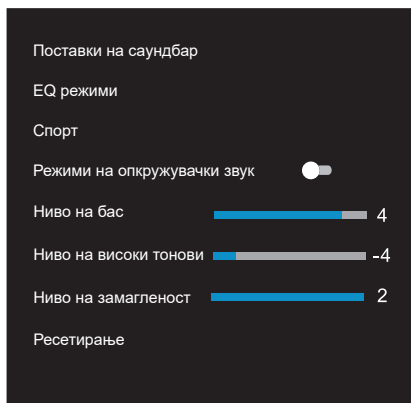 Поставки на саундбар
EQ режими
Спорт
Режими на опкружувачки звук
Ниво на бас 4
Ниво на високи тонови -4
Ниво на замагленост 2
Ресетирање